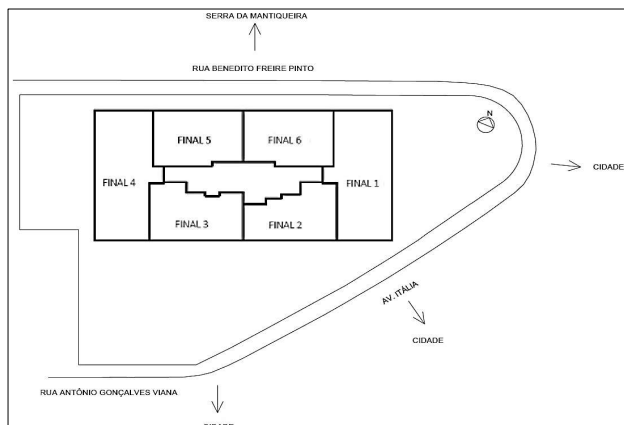 SERRA DA MANTIQUEIRA
RUA BENEDITO FREIRE PINTO
N
FINAL 5
FINAL 6
CIDADE
FINAL 4
FINAL 1
FINAL 3
FINAL 2
AV. ITÁLIA
CIDADE
RUA ANTÔNIO GONÇALVES VIANA
CIDADE